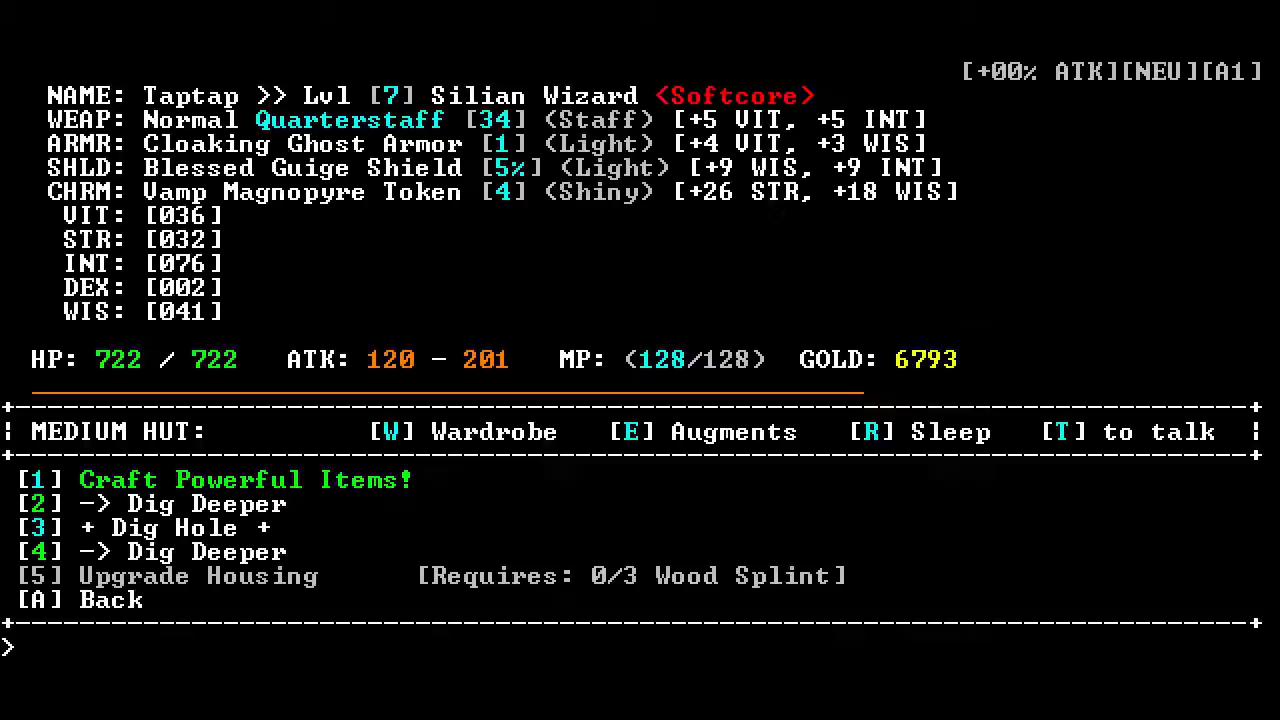 [+00% ATK][NEU][A1]
NAME: Taptap >> Lvl [7] Silian Wizard <Softcore>
WEAP: Normal Quarterstaff [34] (Staff) [+5 VIT, +5 INT]
ARMR: Cloaking Ghost Armor [1] (Light) [+4 VIT, +3 WIS]
SHLD: Blessed Guige Shield [5%] (Light) [+9 WIS, +9 INT]
CHRM: Vamp Magnopyre Token [4] (Shiny) [+26 STR, +18 WIS]
VIT: [036]
STR: [032]
INT: [076]
DEX: [002]
WIS: [041]
HP: 722 / 722 ATK: 120 - 201 MP: (128/128) GOLD: 6793
MEDIUM HUT: [W] Wardrobe [E] Augments [R] Sleep [T] to talk
[1] Craft Powerful Items!
[2] -> Dig Deeper
[3] + Dig Hole +
[4] -> Dig Deeper
[5] Upgrade Housing [Requires: 0/3 Wood Splint]
[A] Back
>